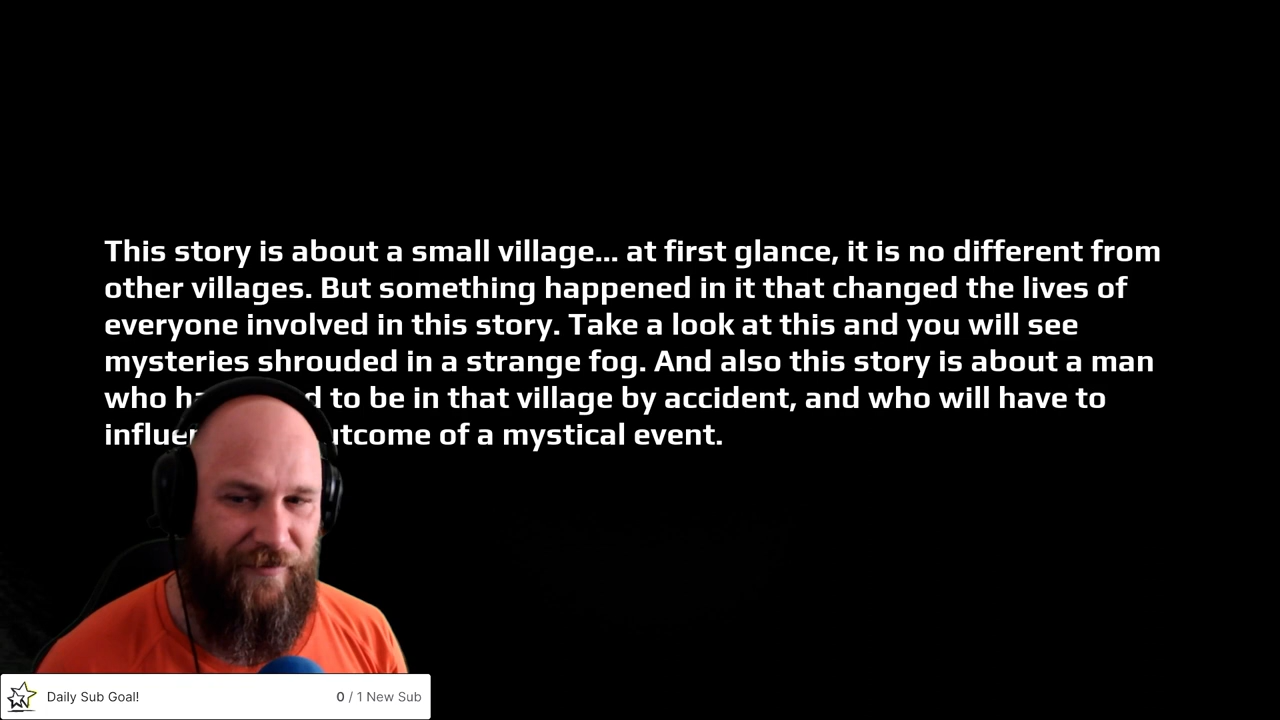 This story is about a small village... at first glance, it is no different from
other villages. But something happened in it that changed the lives of
everyone involved in this story. Take a look at this and you will see
mysteries shrouded in a strange fog. And also this story is about a man
who to be in that village by accident, and who will have to
of a mystical event.
Daily Sub Goal!
0 / 1 New Sub